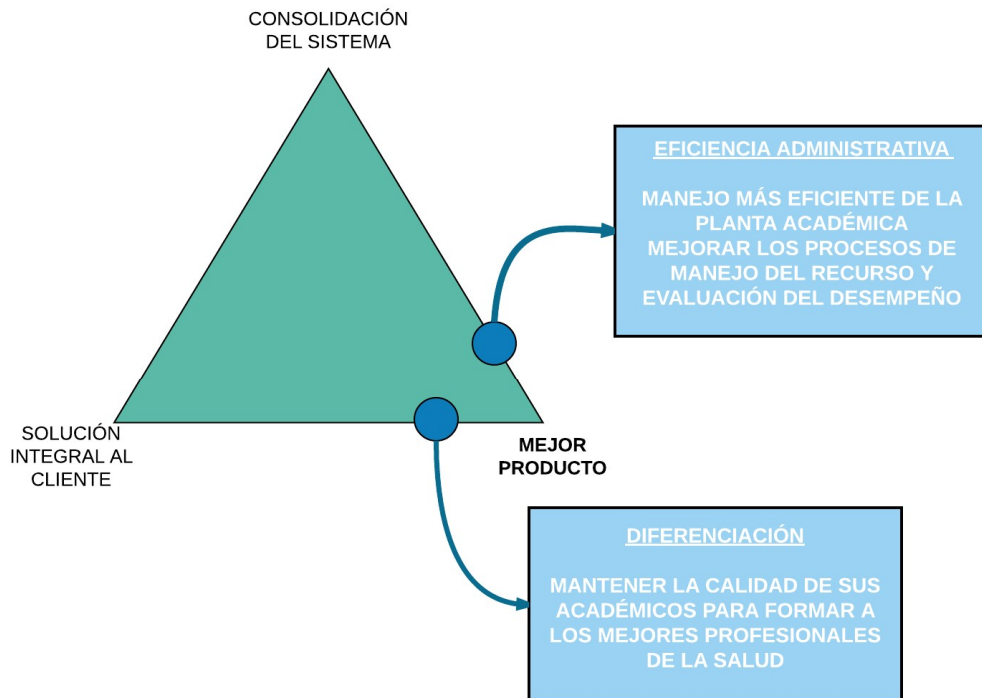 CONSOLIDACIÓN
DEL SISTEMA
EFICIENCIA ADMINISTRATIVA
MANEJO MÁS EFICIENTE DE LA
PLANTA ACADÉMICA
MEJORAR LOS PROCESOS DE
MANEJO DEL RECURSO Y
EVALUACIÓN DEL DESEMPEÑO
SOLUCIÓN
INTEGRAL AL
CLIENTE
MEJOR
PRODUCTO
DIFERENCIACIÓN
MANTENER LA CALIDAD DE SUS
ACADÉMICOS PARA FORMAR A
LOS MEJORES PROFESIONALES
DE LA SALUD